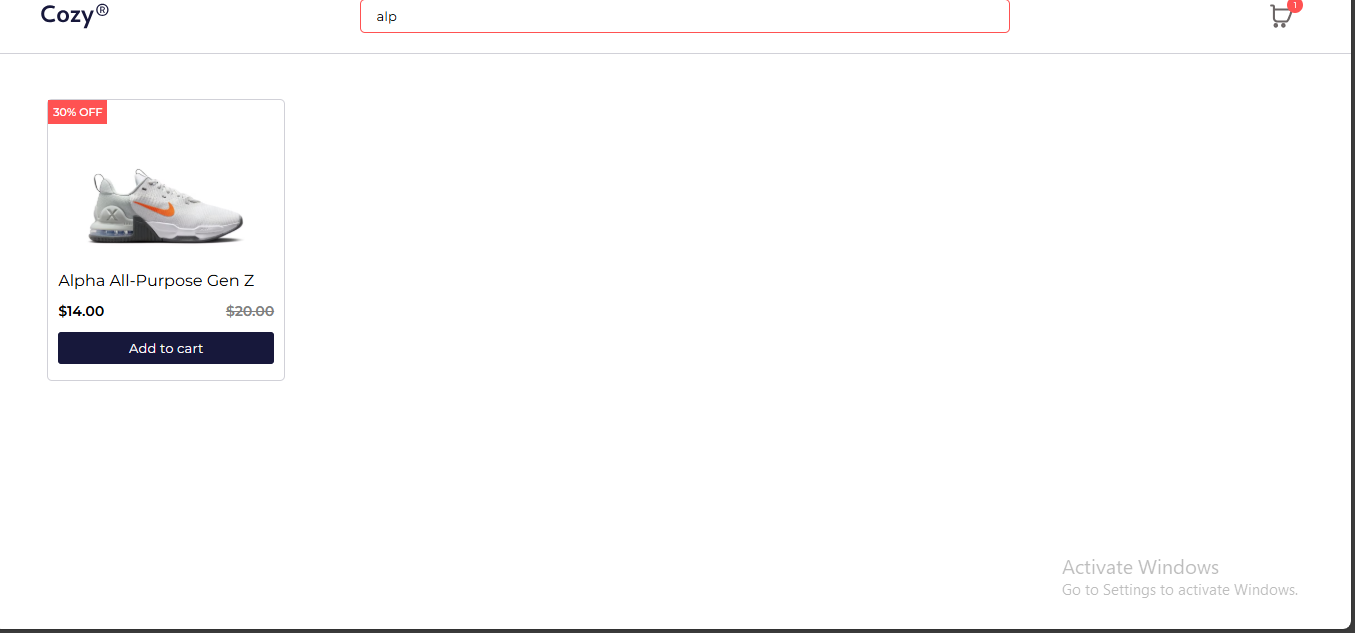 Cozy®
alp
1
30% OFF
Alpha All-Purpose Gen Z
$14.00 $20.00
Add to cart
Activate Windows
Go to Settings to activate Windows.